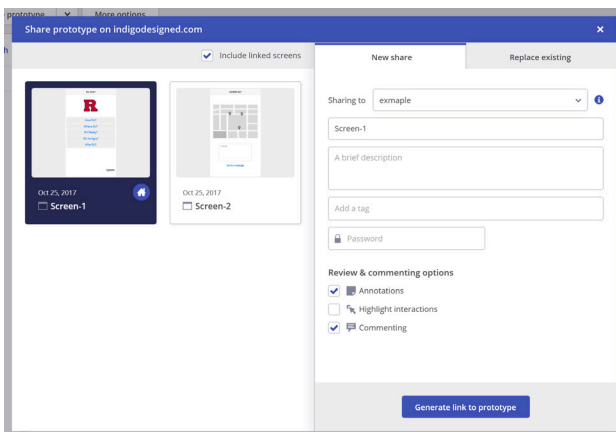 prototype
More options
Share prototype on indigodesigned.com
Include linked screens
New share
Replace existing
R
Oct 25, 2017
Screen-1
Oct 25, 2017
Screen-2
Sharing to
exmaple
Screen-1
A brief description
Add a tag
Password
Review & commenting options
Annotations
Highlight interactions
Commenting
Generate link to prototype